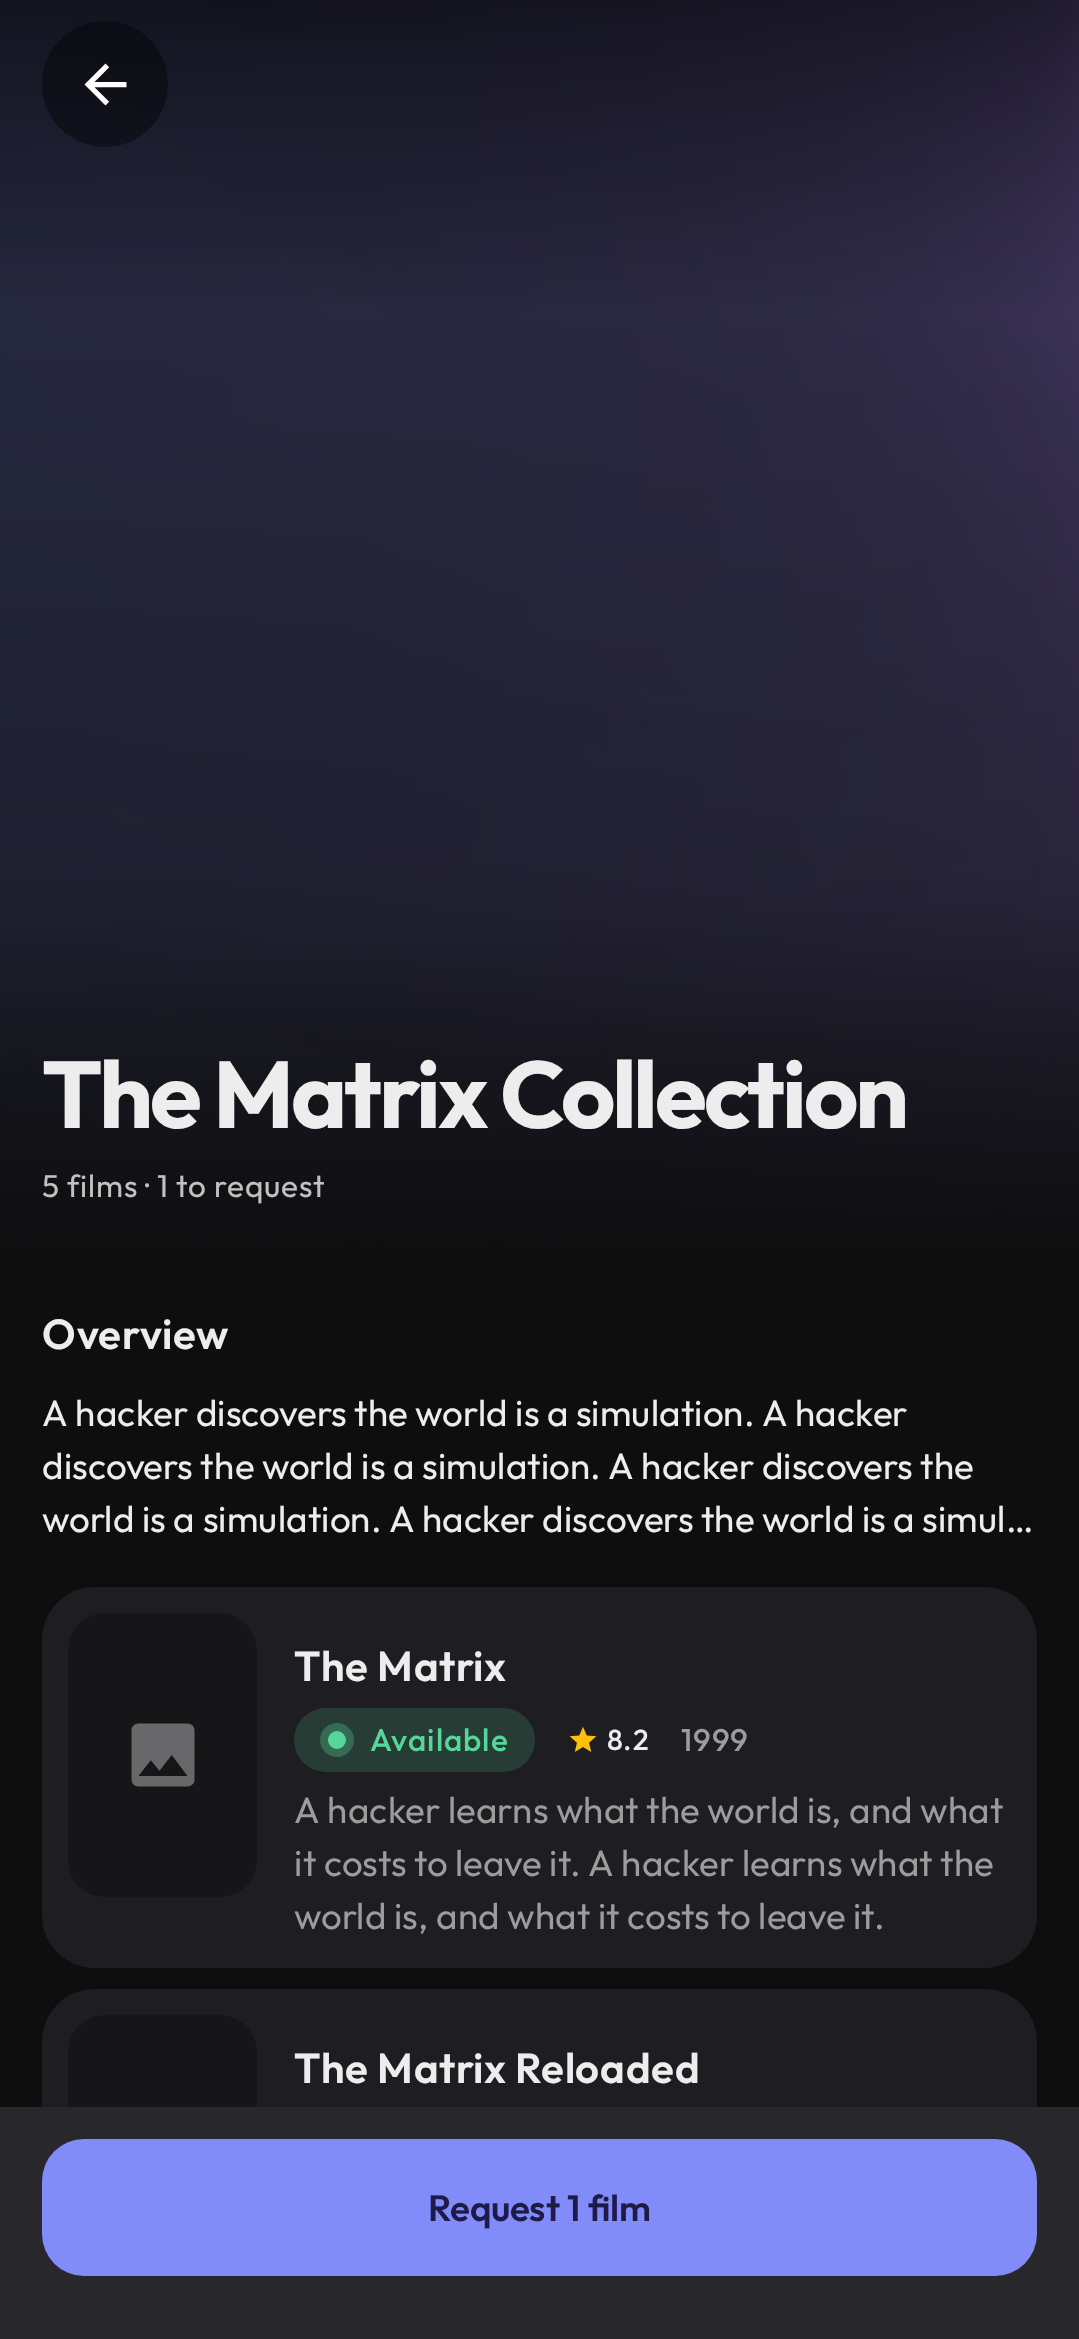 The Matrix Collection
5 films · 1 to request
Overview
A hacker discovers the world is a simulation. A hacker
discovers the world is a simulation. A hacker discovers the
world is a simulation. A hacker discovers the world is a simul...
The Matrix
Available 8.2 1999
A hacker learns what the world is, and what
it costs to leave it. A hacker learns what the
world is, and what it costs to leave it.
The Matrix Reloaded
Request 1 film